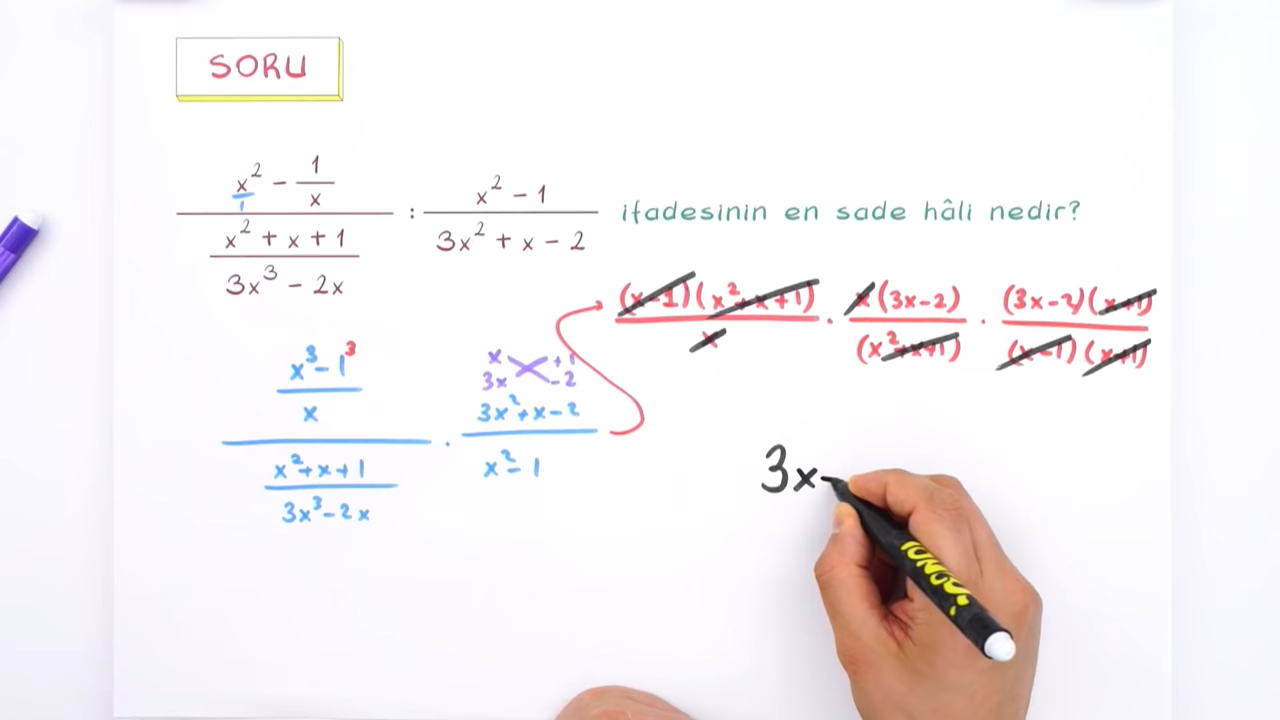 SORU
x² - 1/x / x² + x + 1 / 3x³ - 2x : x² - 1 / 3x² + x - 2 ifadesinin en sade hâli nedir?
(x-1)(x²+x+1) / x · x(3x-2) / (x²+x+1) · (3x-2)(x+1) / (x-1)(x+1)
x³-1³ / x / x²+x+1 / 3x³-2x · 3x²+x-2 / x²-1
x +1
3x -2
3x-